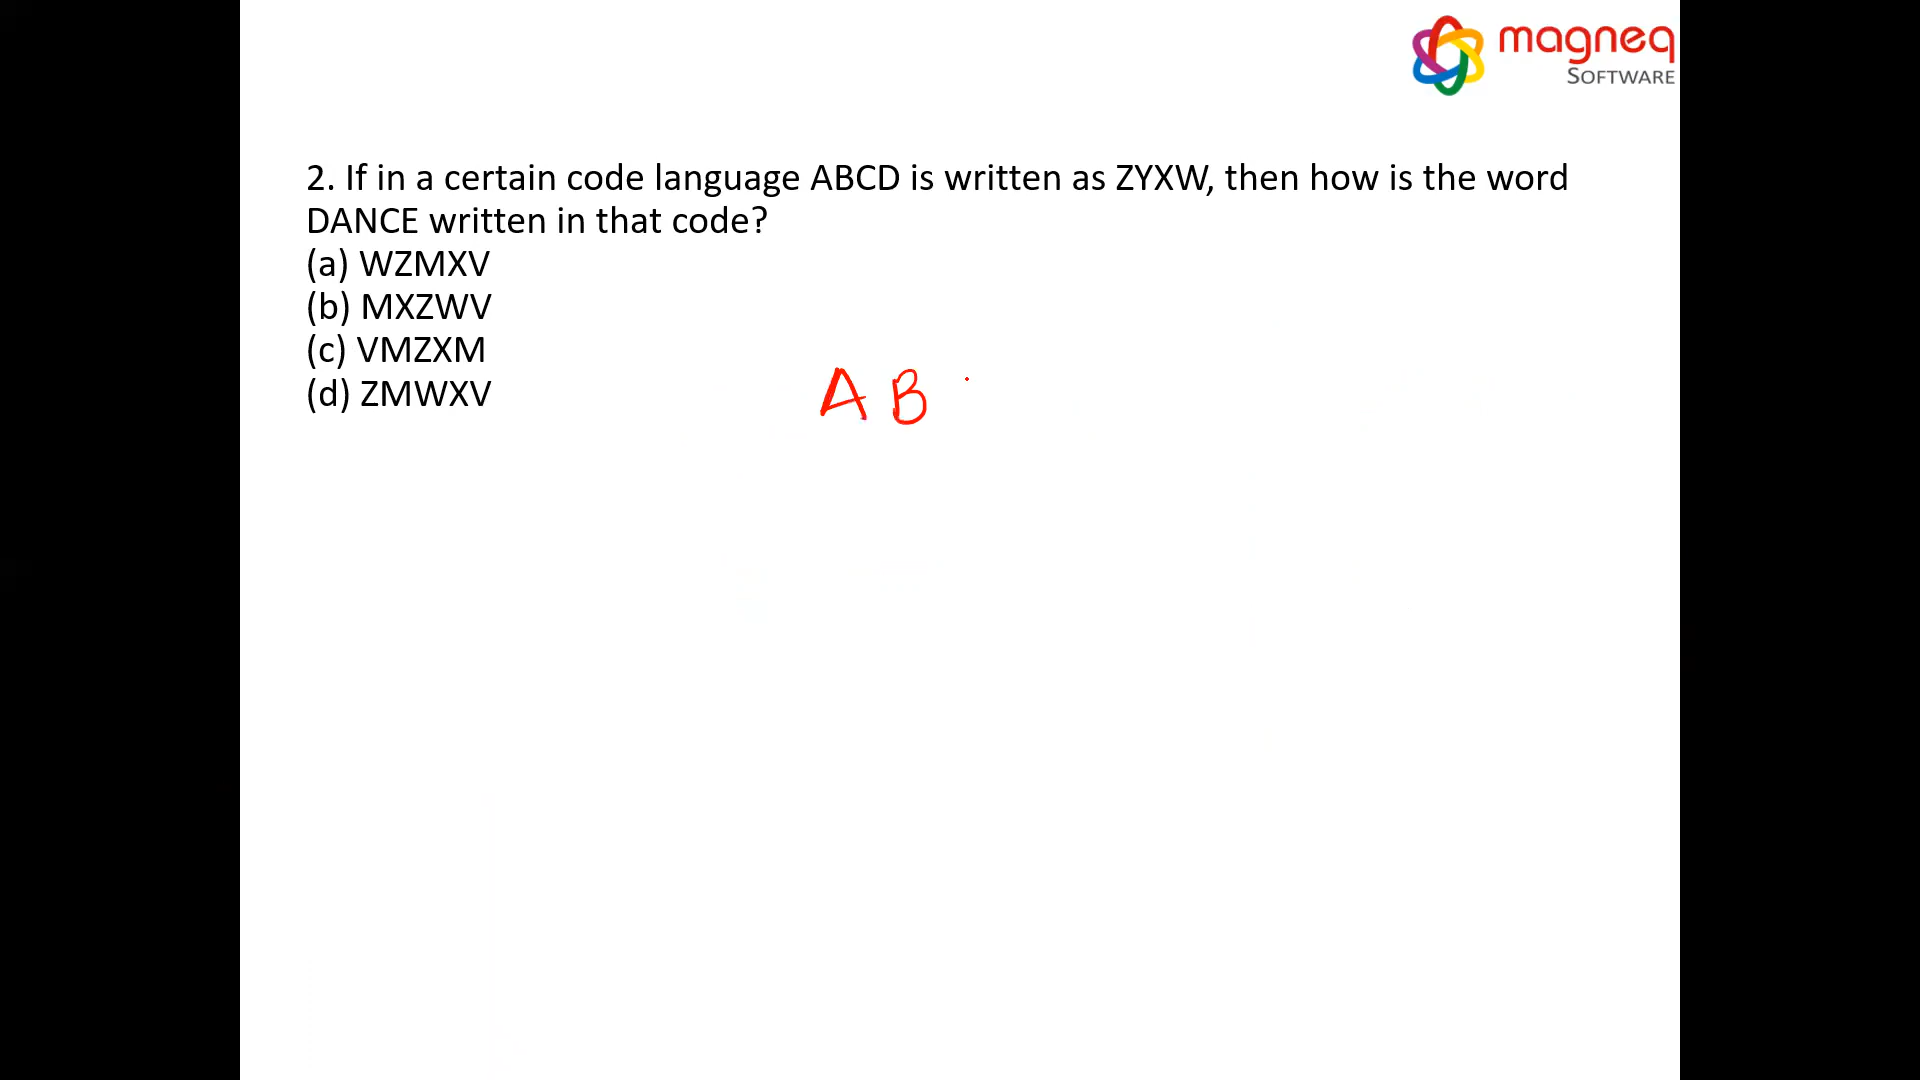 magneq
SOFTWARE
2. If in a certain code language ABCD is written as ZYXW, then how is the word
DANCE written in that code?
(a) WZMXV
(b) MXZWV
(c) VMZXM
(d) ZMWXV
A B